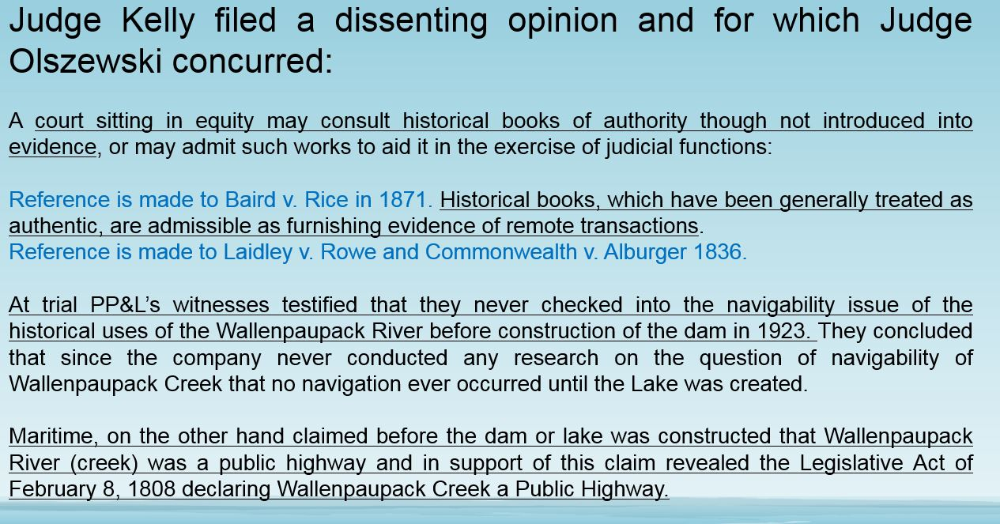 Judge Kelly filed a dissenting opinion and for which Judge
Olszewski concurred:
A court sitting in equity may consult historical books of authority though not introduced into
evidence, or may admit such works to aid it in the exercise of judicial functions:
Reference is made to Baird v. Rice in 1871. Historical books, which have been generally treated as
authentic, are admissible as furnishing evidence of remote transactions.
Reference is made to Laidley v. Rowe and Commonwealth v. Alburger 1836.
At trial PP&L’s witnesses testified that they never checked into the navigability issue of the
historical uses of the Wallenpaupack River before construction of the dam in 1923. They concluded
that since the company never conducted any research on the question of navigability of
Wallenpaupack Creek that no navigation ever occurred until the Lake was created.
Maritime, on the other hand claimed before the dam or lake was constructed that Wallenpaupack
River (creek) was a public highway and in support of this claim revealed the Legislative Act of
February 8, 1808 declaring Wallenpaupack Creek a Public Highway.